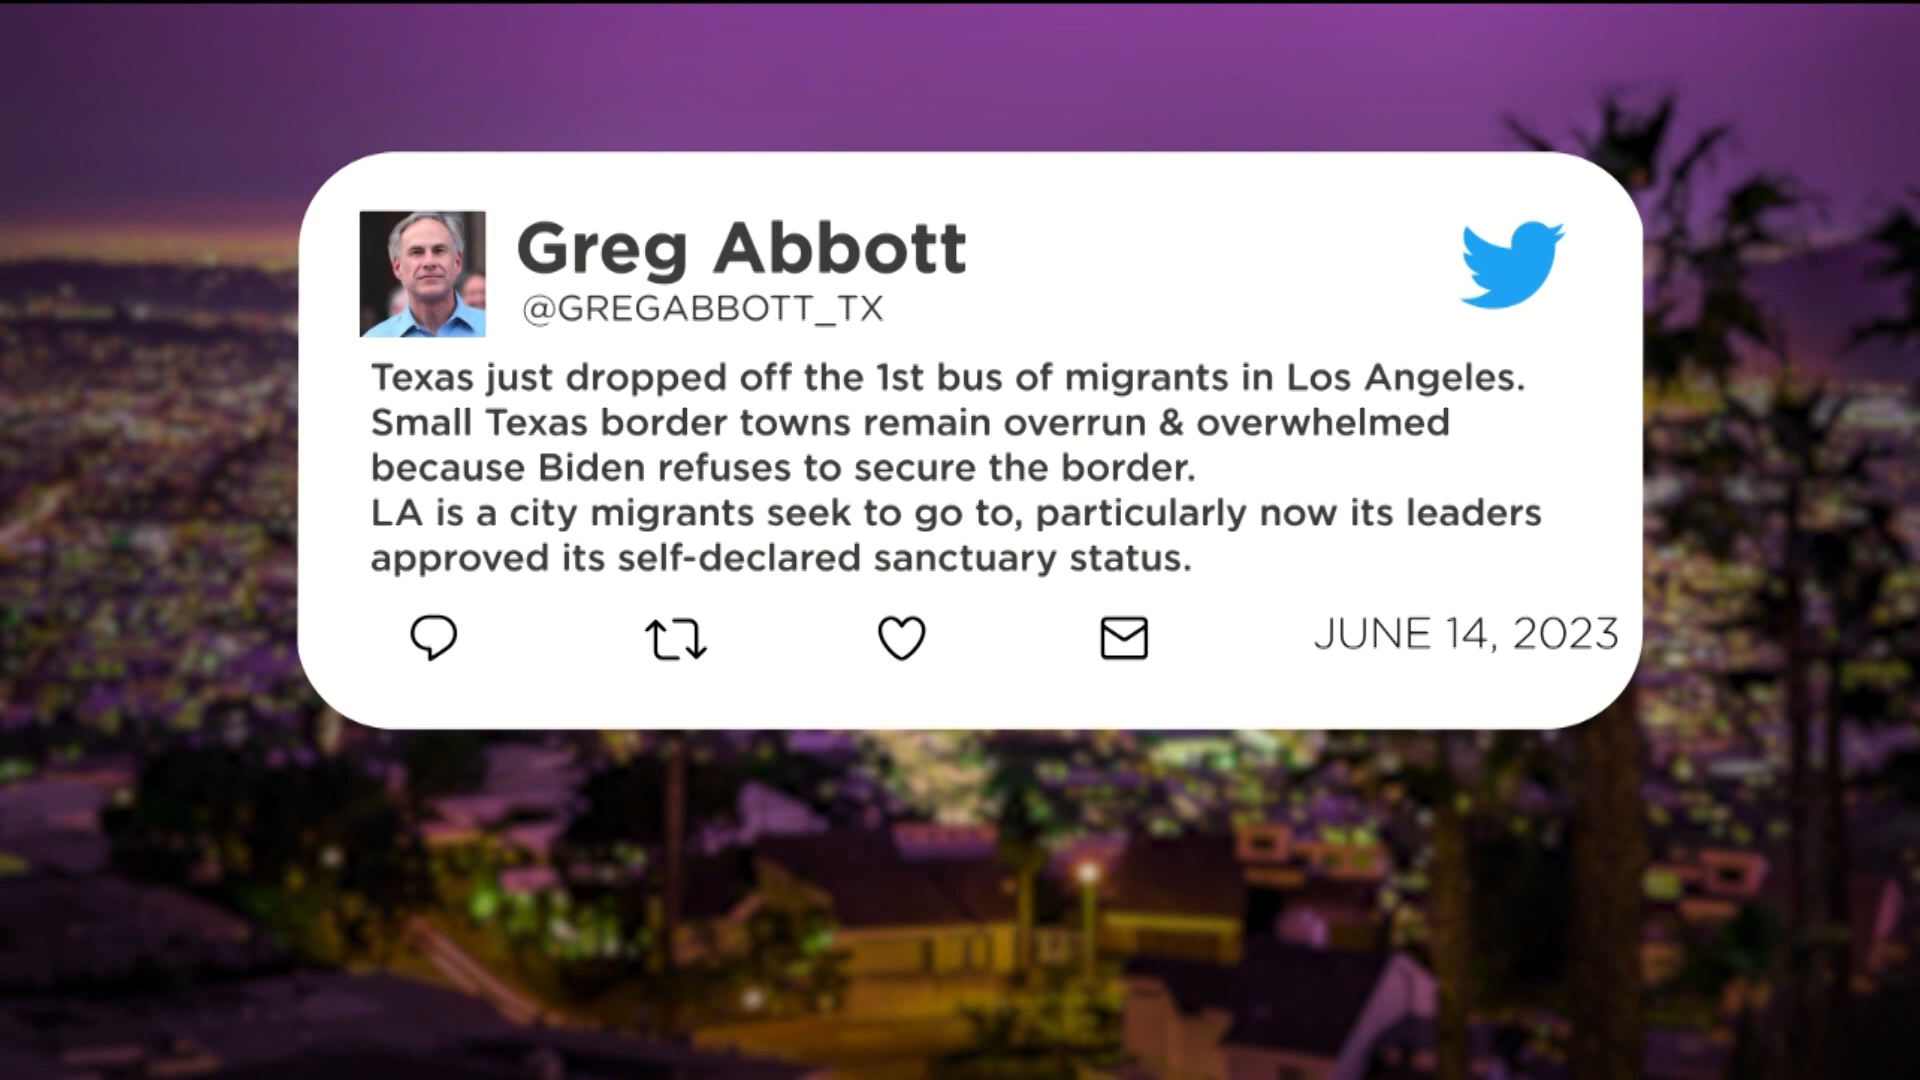 Greg Abbott
@GREGABBOTT_TX
Texas just dropped off the 1st bus of migrants in Los Angeles.
Small Texas border towns remain overrun & overwhelmed
because Biden refuses to secure the border.
LA is a city migrants seek to go to, particularly now its leaders
approved its self-declared sanctuary status.
JUNE 14, 2023